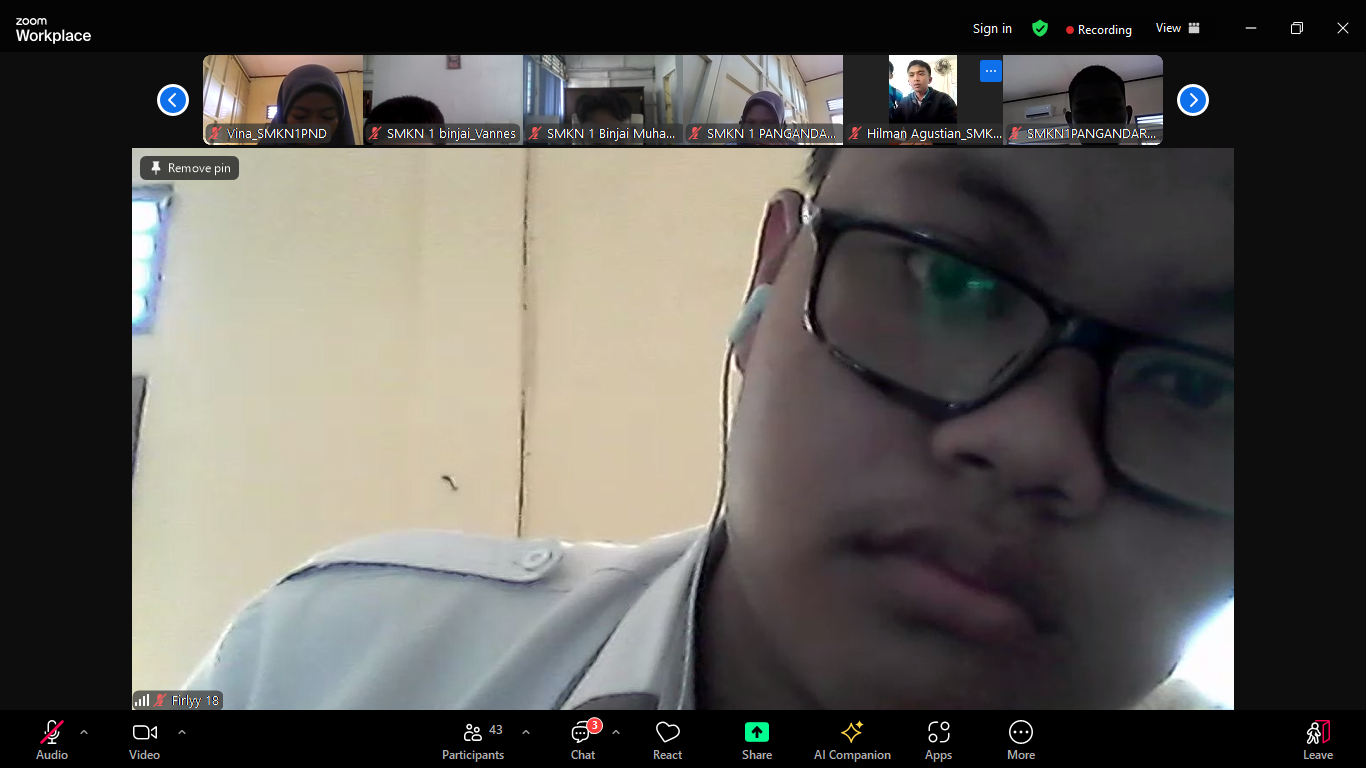 zoom
Workplace
Sign in
Recording
View
Vina_SMKN1PND
SMKN 1 binjai_Vannes
SMKN 1 Binjai Muha...
SMKN 1 PANGANDA...
Hilman Agustian_SMK...
SMKN1PANGANDAR...
Remove pin
Firlyy 18
Audio
Video
Participants
43
Chat
3
React
Share
AI Companion
Apps
More
Leave